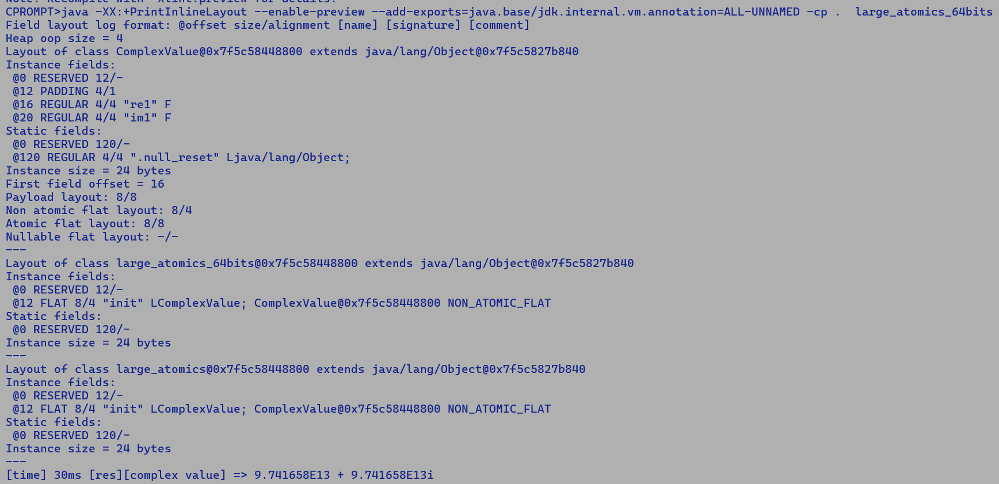 Note: Recompile with -Xlint:preview for details.
CPROMPT>java -XX:+PrintInlineLayout --enable-preview --add-exports=java.base/jdk.internal.vm.annotation=ALL-UNNAMED -cp .  large_atomics_64bits
Field layout log format: @offset size/alignment [name] [signature] [comment]
Heap oop size = 4
Layout of class ComplexValue@0x7f5c58448800 extends java/lang/Object@0x7f5c5827b840
Instance fields:
 @0 RESERVED 12/-
 @12 PADDING 4/1
 @16 REGULAR 4/4 "re1" F
 @20 REGULAR 4/4 "im1" F
Static fields:
 @0 RESERVED 120/-
 @120 REGULAR 4/4 ".null_reset" Ljava/lang/Object;
Instance size = 24 bytes
First field offset = 16
Payload layout: 8/8
Non atomic flat layout: 8/4
Atomic flat layout: 8/8
Nullable flat layout: -/-
---
Layout of class large_atomics_64bits@0x7f5c58448800 extends java/lang/Object@0x7f5c5827b840
Instance fields:
 @0 RESERVED 12/-
 @12 FLAT 8/4 "init" LComplexValue; ComplexValue@0x7f5c58448800 NON_ATOMIC_FLAT
Static fields:
 @0 RESERVED 120/-
Instance size = 24 bytes
---
Layout of class large_atomics@0x7f5c58448800 extends java/lang/Object@0x7f5c5827b840
Instance fields:
 @0 RESERVED 12/-
 @12 FLAT 8/4 "init" LComplexValue; ComplexValue@0x7f5c58448800 NON_ATOMIC_FLAT
Static fields:
 @0 RESERVED 120/-
Instance size = 24 bytes
---
[time] 30ms [res][complex value] => 9.741658E13 + 9.741658E13i